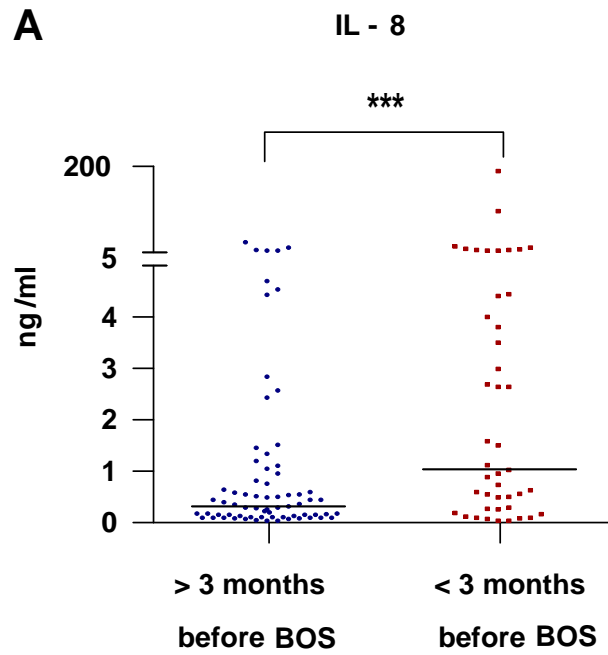 A
IL - 8
***
200
5
4
3
2
1
0
ng/ml
> 3 months
before BOS
< 3 months
before BOS